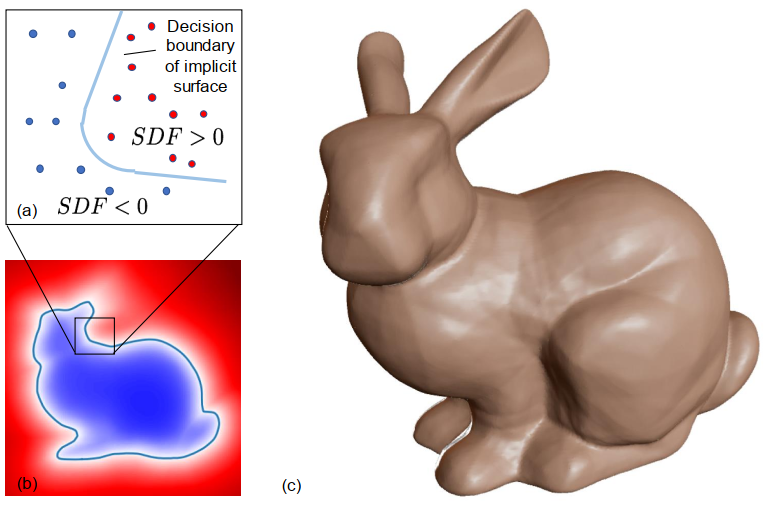 Decision
boundary
of implicit
surface
SDF > 0
SDF < 0
(a)
(b)
(c)